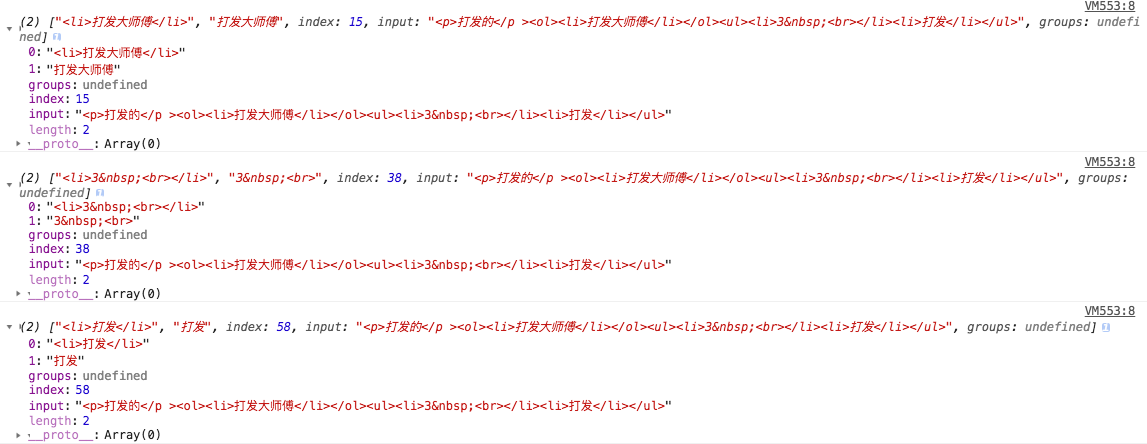 VM553:8
(2) ["<li>打发大师傅</li>", "打发大师傅", index: 15, input: "<p>打发的</p ><ol><li>打发大师傅</li></ol><ul><li>3&nbsp;<br></li><li>打发</li></ul>", groups: undefi
ned]
0: "<li>打发大师傅</li>"
1: "打发大师傅"
groups: undefined
index: 15
input: "<p>打发的</p ><ol><li>打发大师傅</li></ol><ul><li>3&nbsp;<br></li><li>打发</li></ul>"
length: 2
__proto__: Array(0)
VM553:8
(2) ["<li>3&nbsp;<br></li>", "3&nbsp;<br>", index: 38, input: "<p>打发的</p ><ol><li>打发大师傅</li></ol><ul><li>3&nbsp;<br></li><li>打发</li></ul>", groups:
undefined]
0: "<li>3&nbsp;<br></li>"
1: "3&nbsp;<br>"
groups: undefined
index: 38
input: "<p>打发的</p ><ol><li>打发大师傅</li></ol><ul><li>3&nbsp;<br></li><li>打发</li></ul>"
length: 2
__proto__: Array(0)
VM553:8
(2) ["<li>打发</li>", "打发", index: 58, input: "<p>打发的</p ><ol><li>打发大师傅</li></ol><ul><li>3&nbsp;<br></li><li>打发</li></ul>", groups: undefined]
0: "<li>打发</li>"
1: "打发"
groups: undefined
index: 58
input: "<p>打发的</p ><ol><li>打发大师傅</li></ol><ul><li>3&nbsp;<br></li><li>打发</li></ul>"
length: 2
__proto__: Array(0)